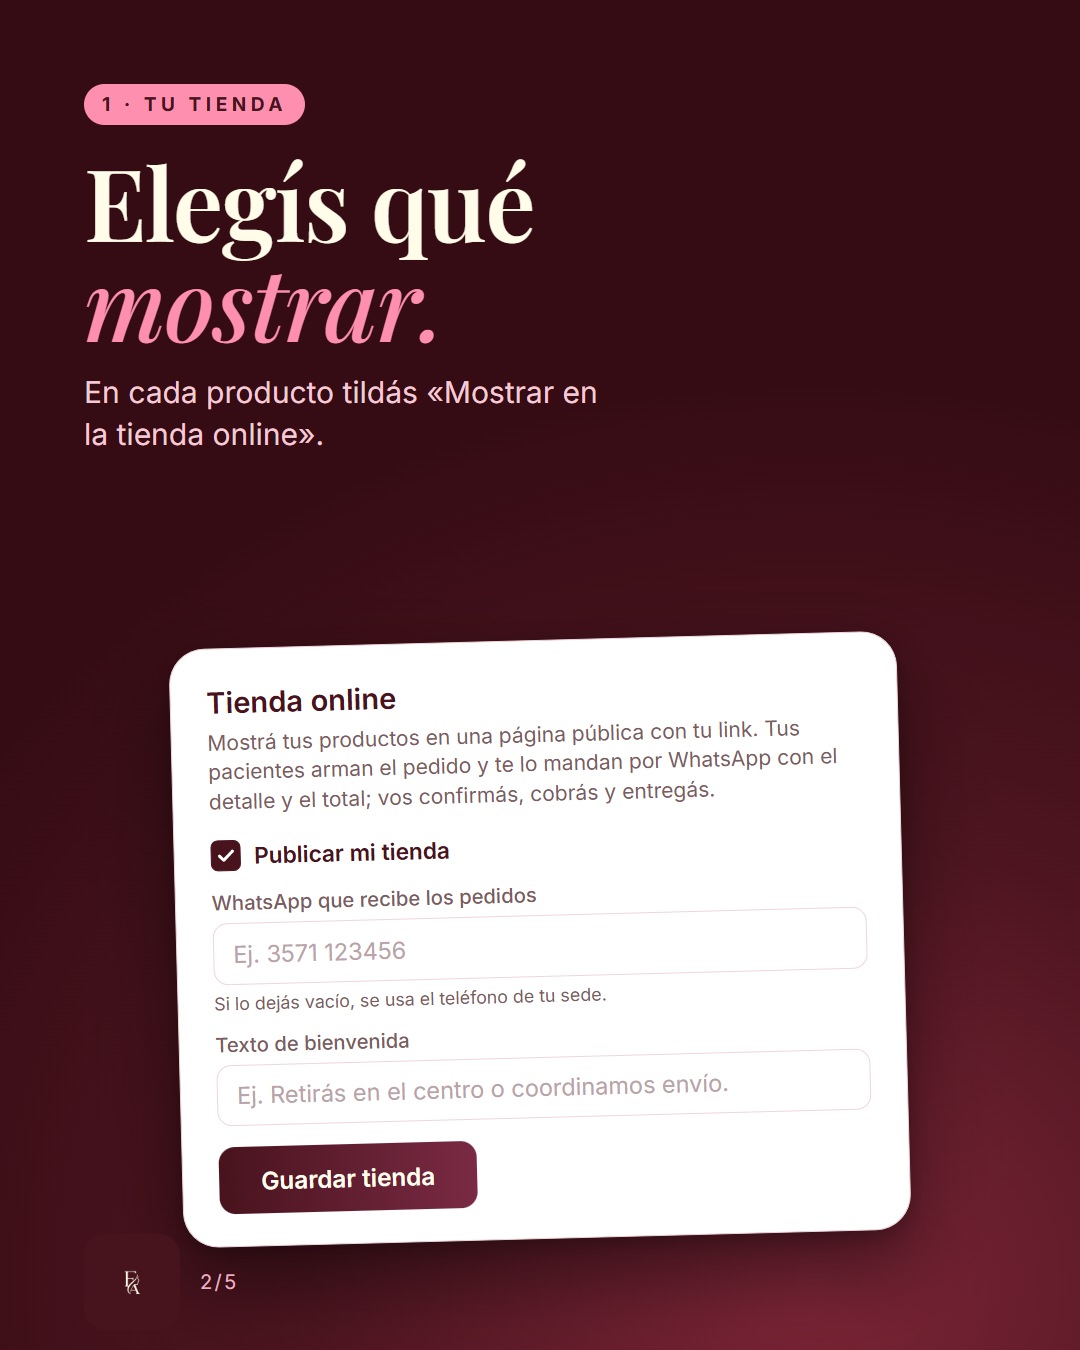 1 · TU TIENDA
Elegís qué
mostrar.
En cada producto tildás «Mostrar en
la tienda online».
Tienda online
Mostrá tus productos en una página pública con tu link. Tus
pacientes arman el pedido y te lo mandan por WhatsApp con el
detalle y el total; vos confirmás, cobrás y entregás.
Publicar mi tienda
WhatsApp que recibe los pedidos
Ej. 3571 123456
Si lo dejás vacío, se usa el teléfono de tu sede.
Texto de bienvenida
Ej. Retirás en el centro o coordinamos envío.
Guardar tienda
2/5